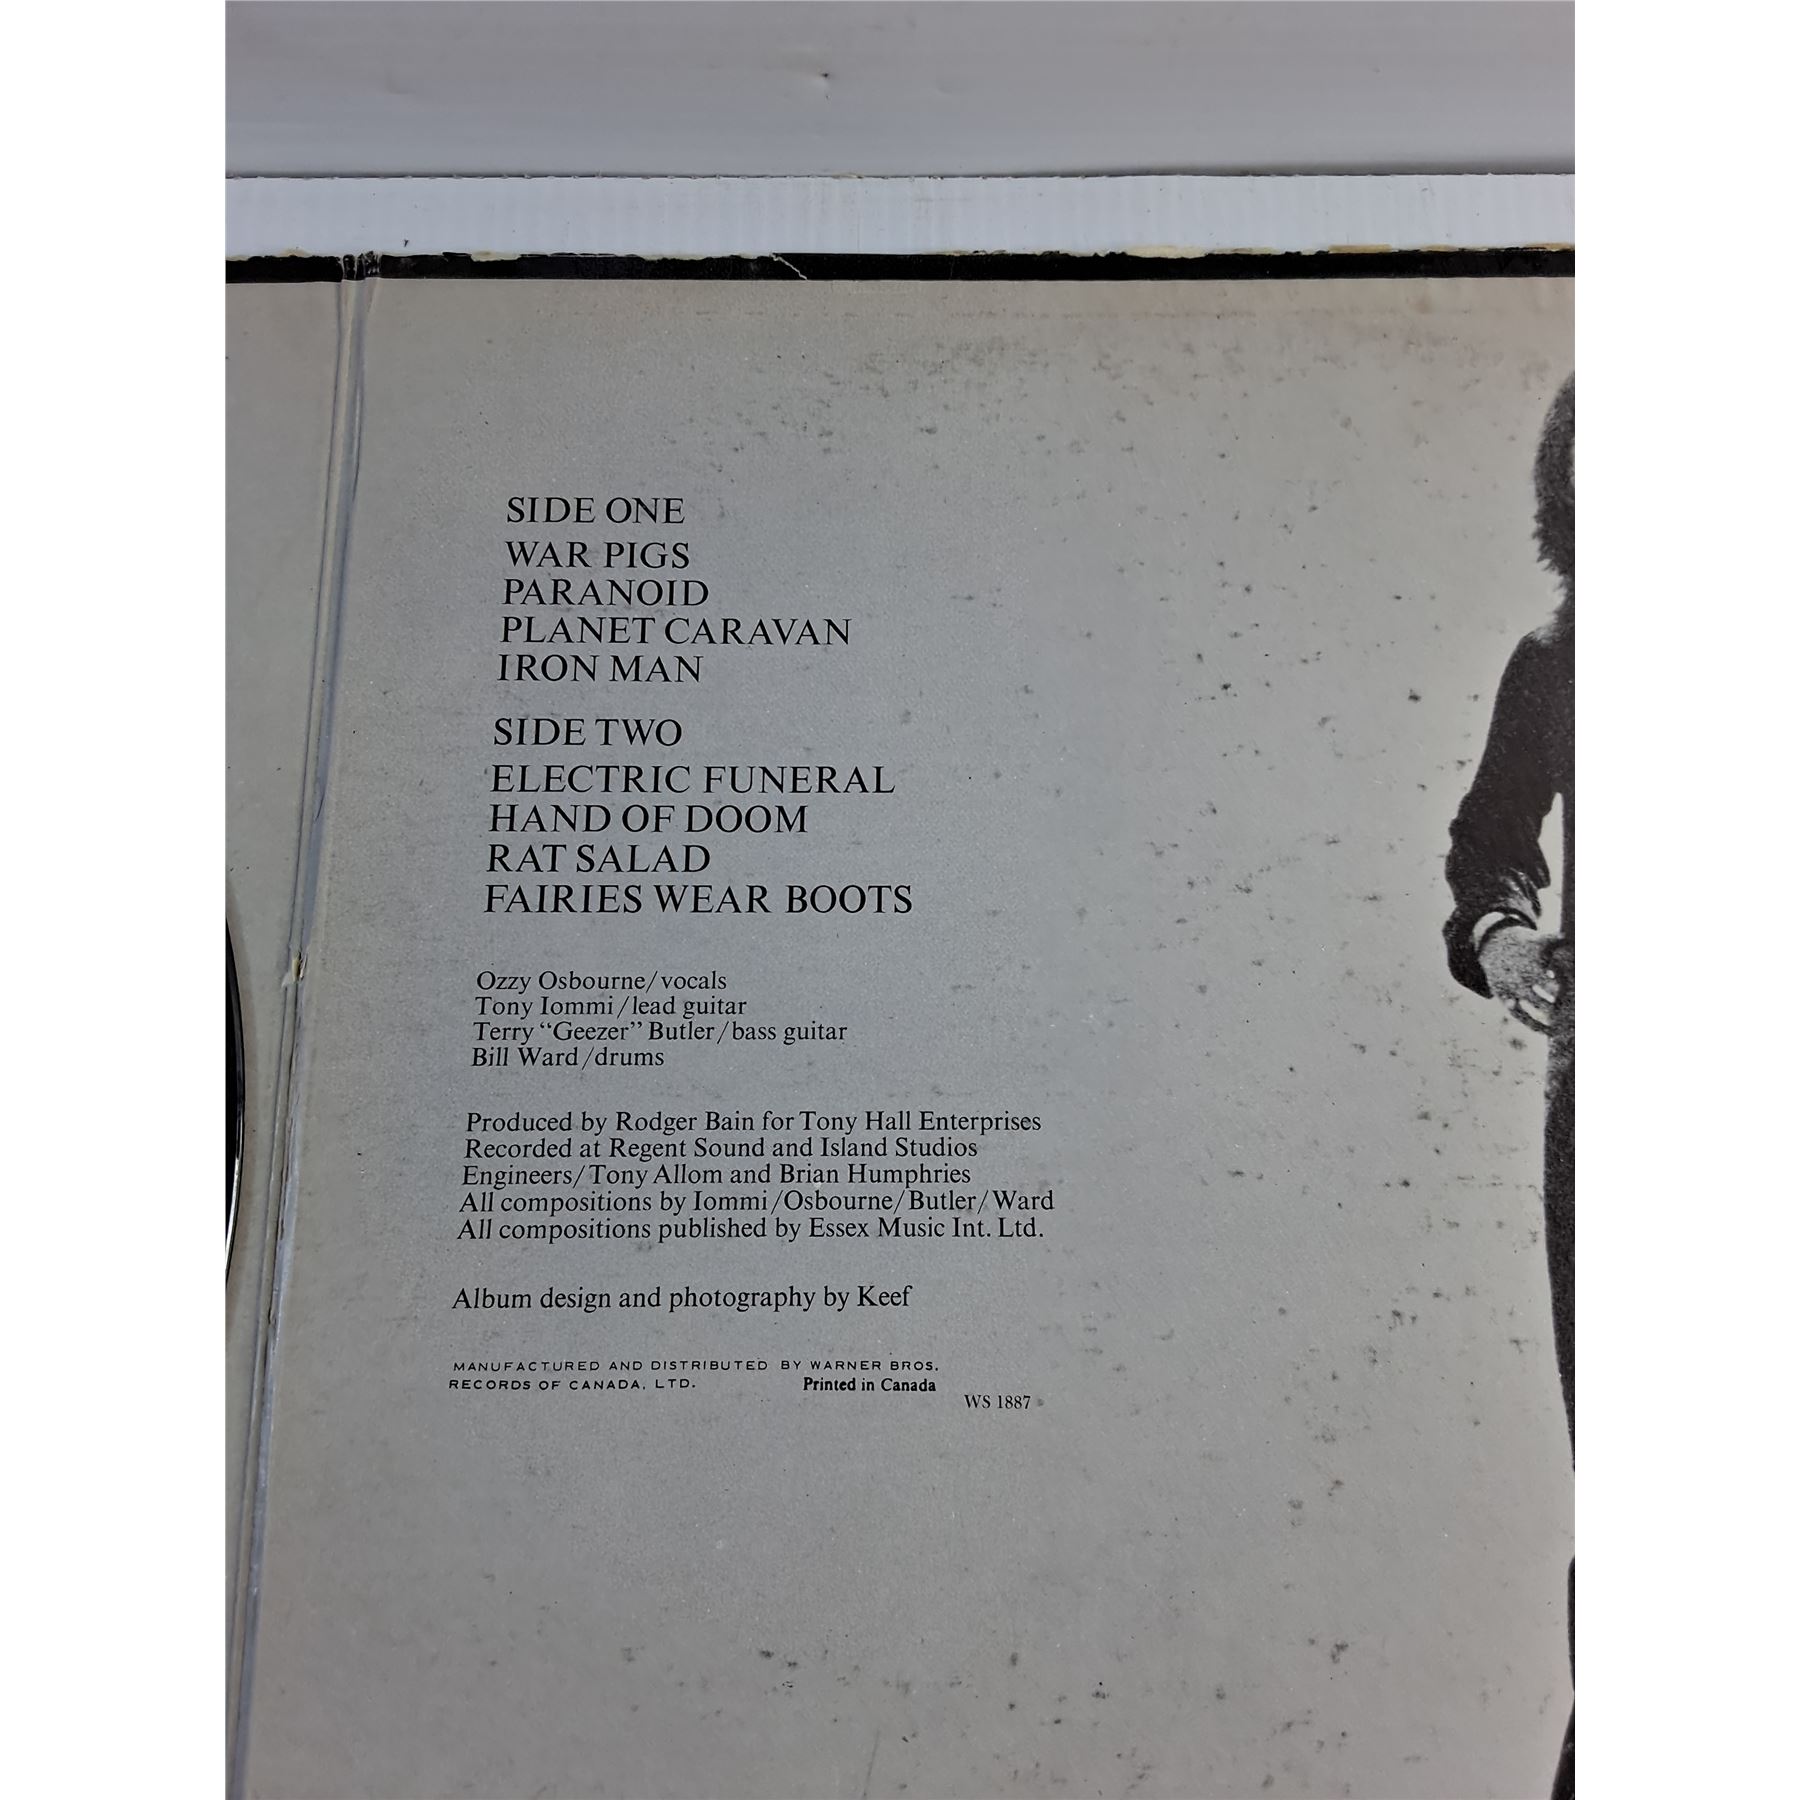 SIDE ONE
WAR PIGS
PARANOID
PLANET CARAVAN
IRON MAN
SIDE TWO
ELECTRIC FUNERAL
HAND OF DOOM
RAT SALAD
FAIRIES WEAR BOOTS
Ozzy Osbourne/vocals
Tony Iommi/lead guitar
Terry “Geezer” Butler/bass guitar
Bill Ward/drums
Produced by Rodger Bain for Tony Hall Enterprises
Recorded at Regent Sound and Island Studios
Engineers/Tony Allom and Brian Humphries
All compositions by Iommi/Osbourne/Butler/Ward
All compositions published by Essex Music Int. Ltd.
Album design and photography by Keef
MANUFACTURED AND DISTRIBUTED BY WARNER BROS.
RECORDS OF CANADA, LTD. Printed in Canada
WS 1887